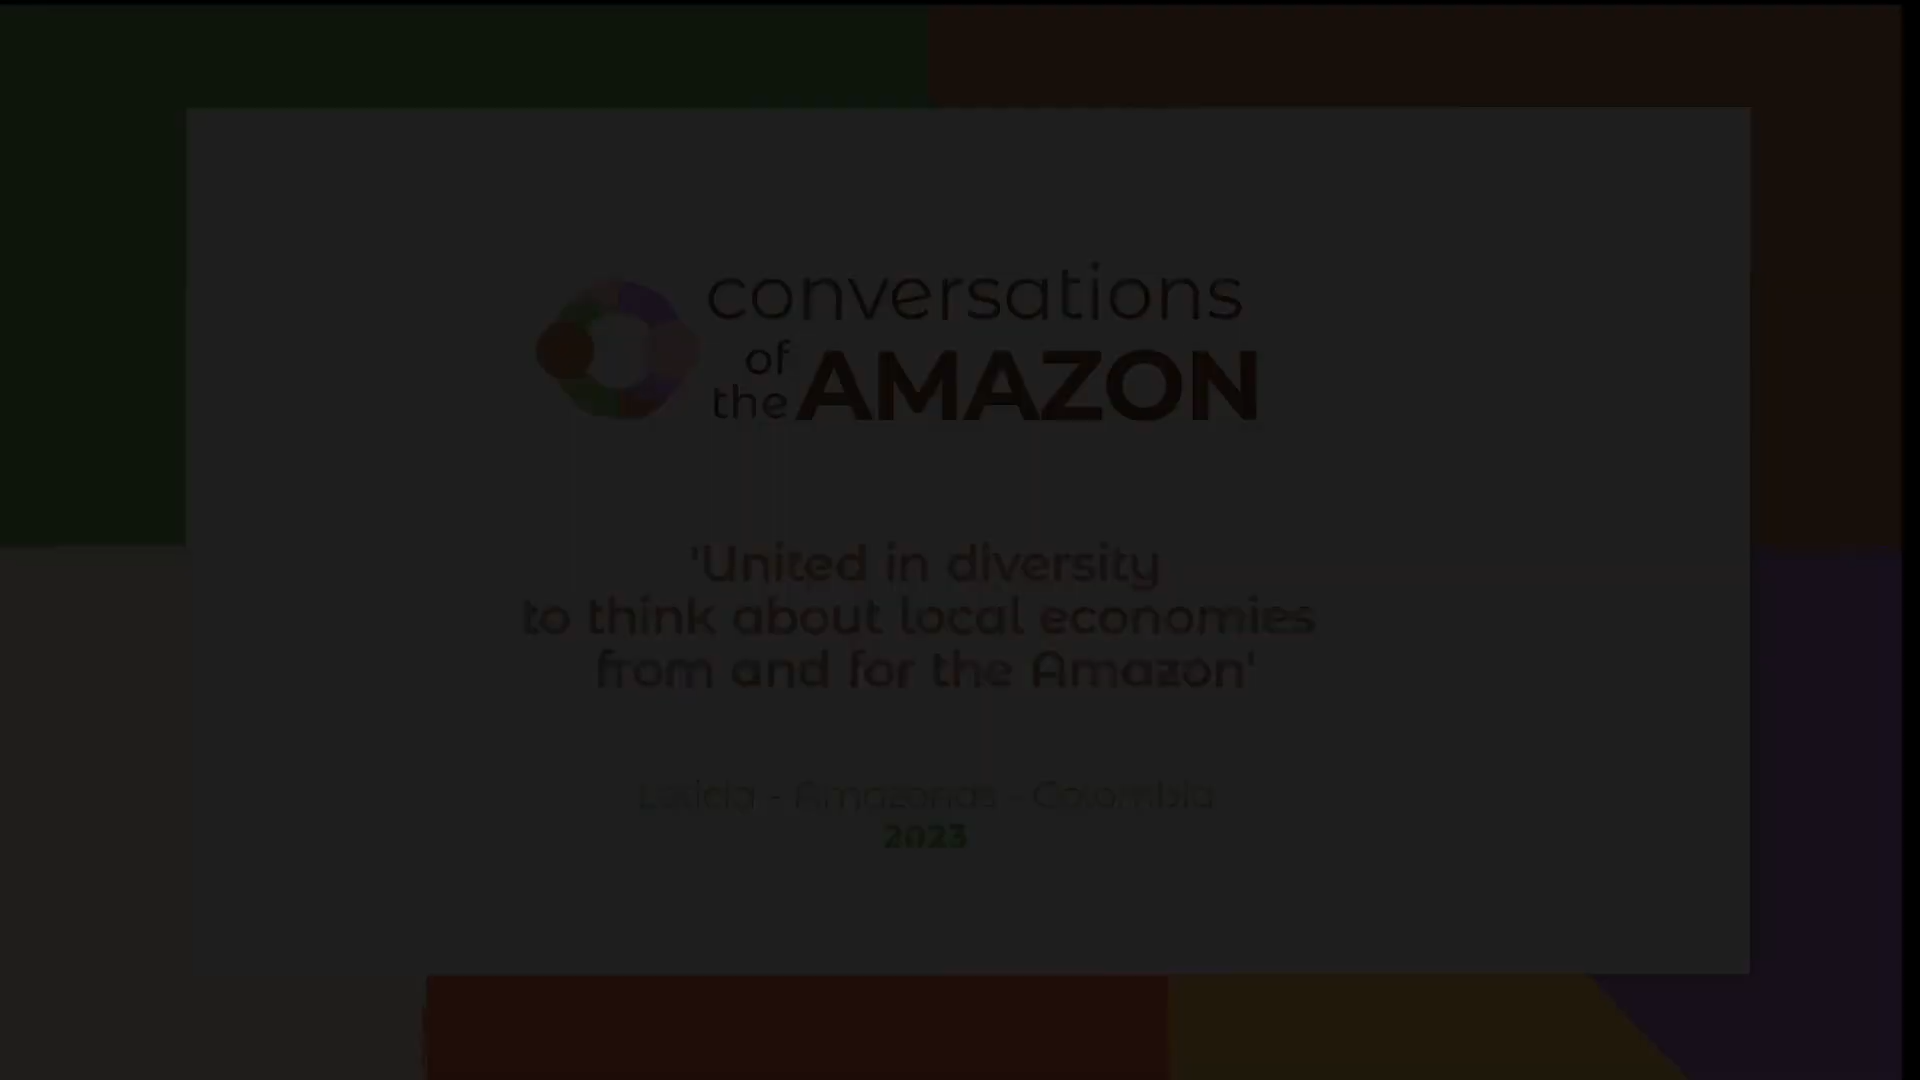 conversations
of
the AMAZON
'United in diversity
to think about local economies
from and for the Amazon'
Leticia - Amazonas - Colombia
2023